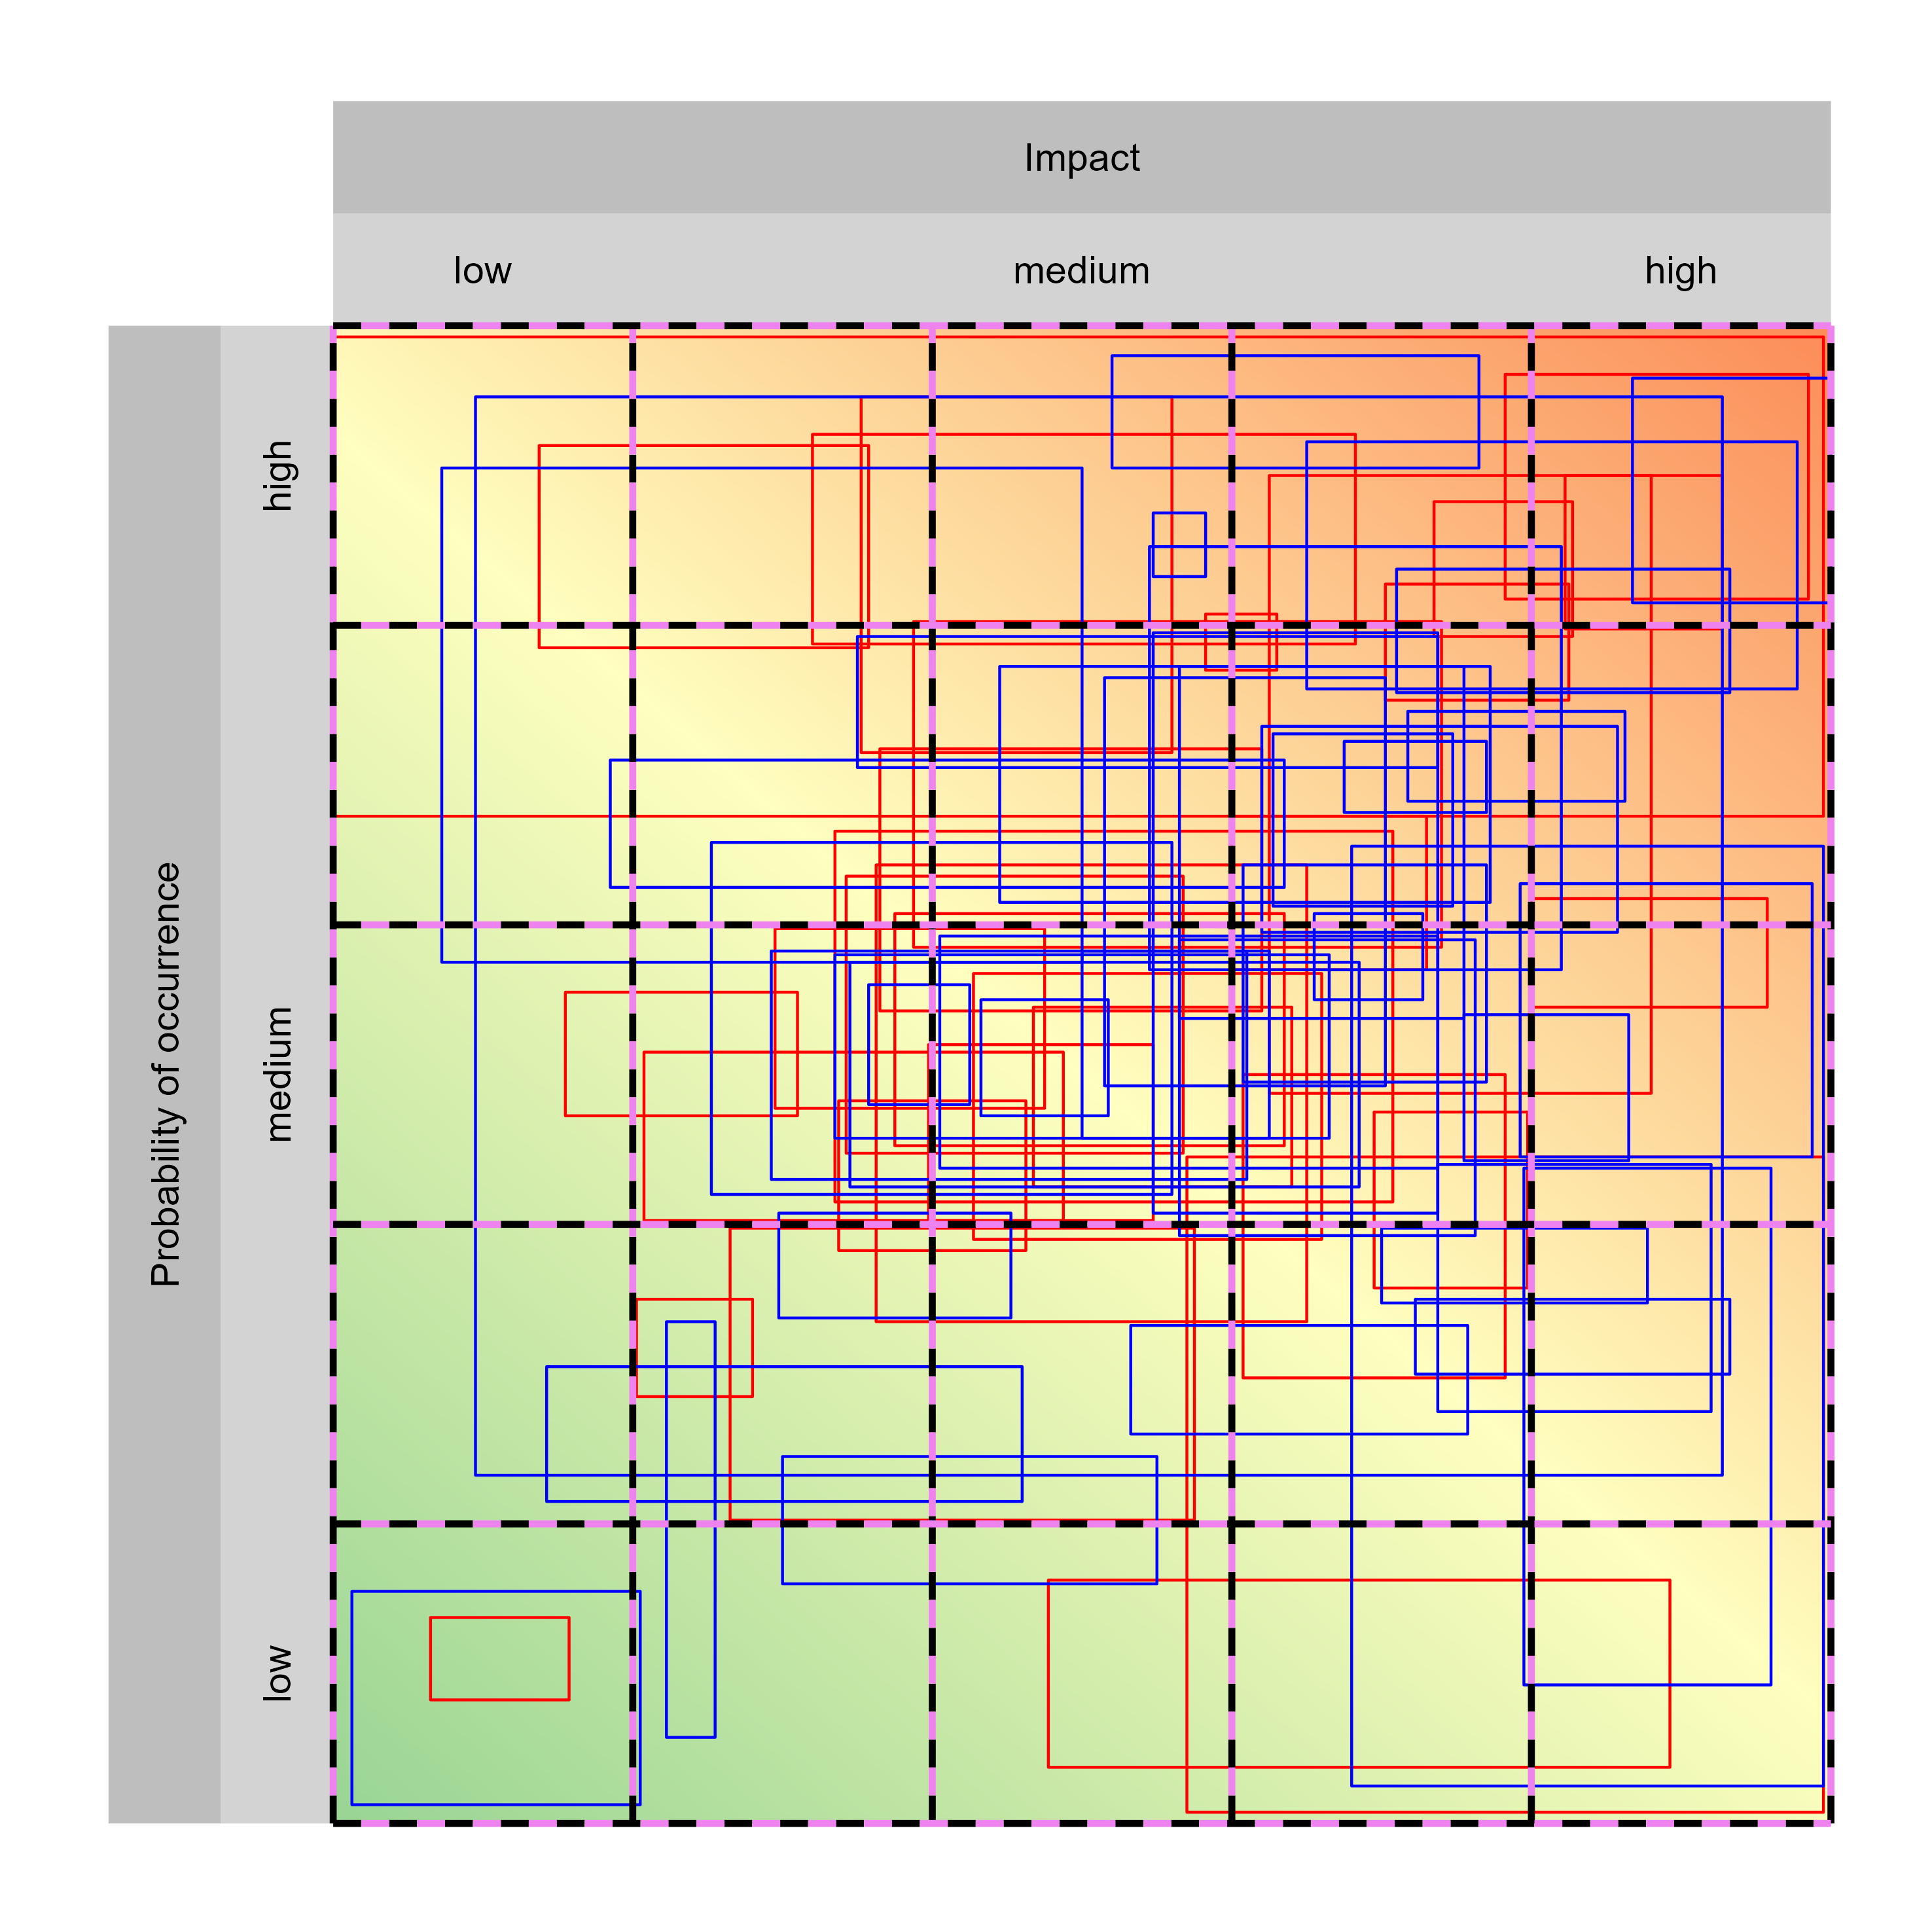 Impact
low medium high
Probability of occurrence
high
medium
low